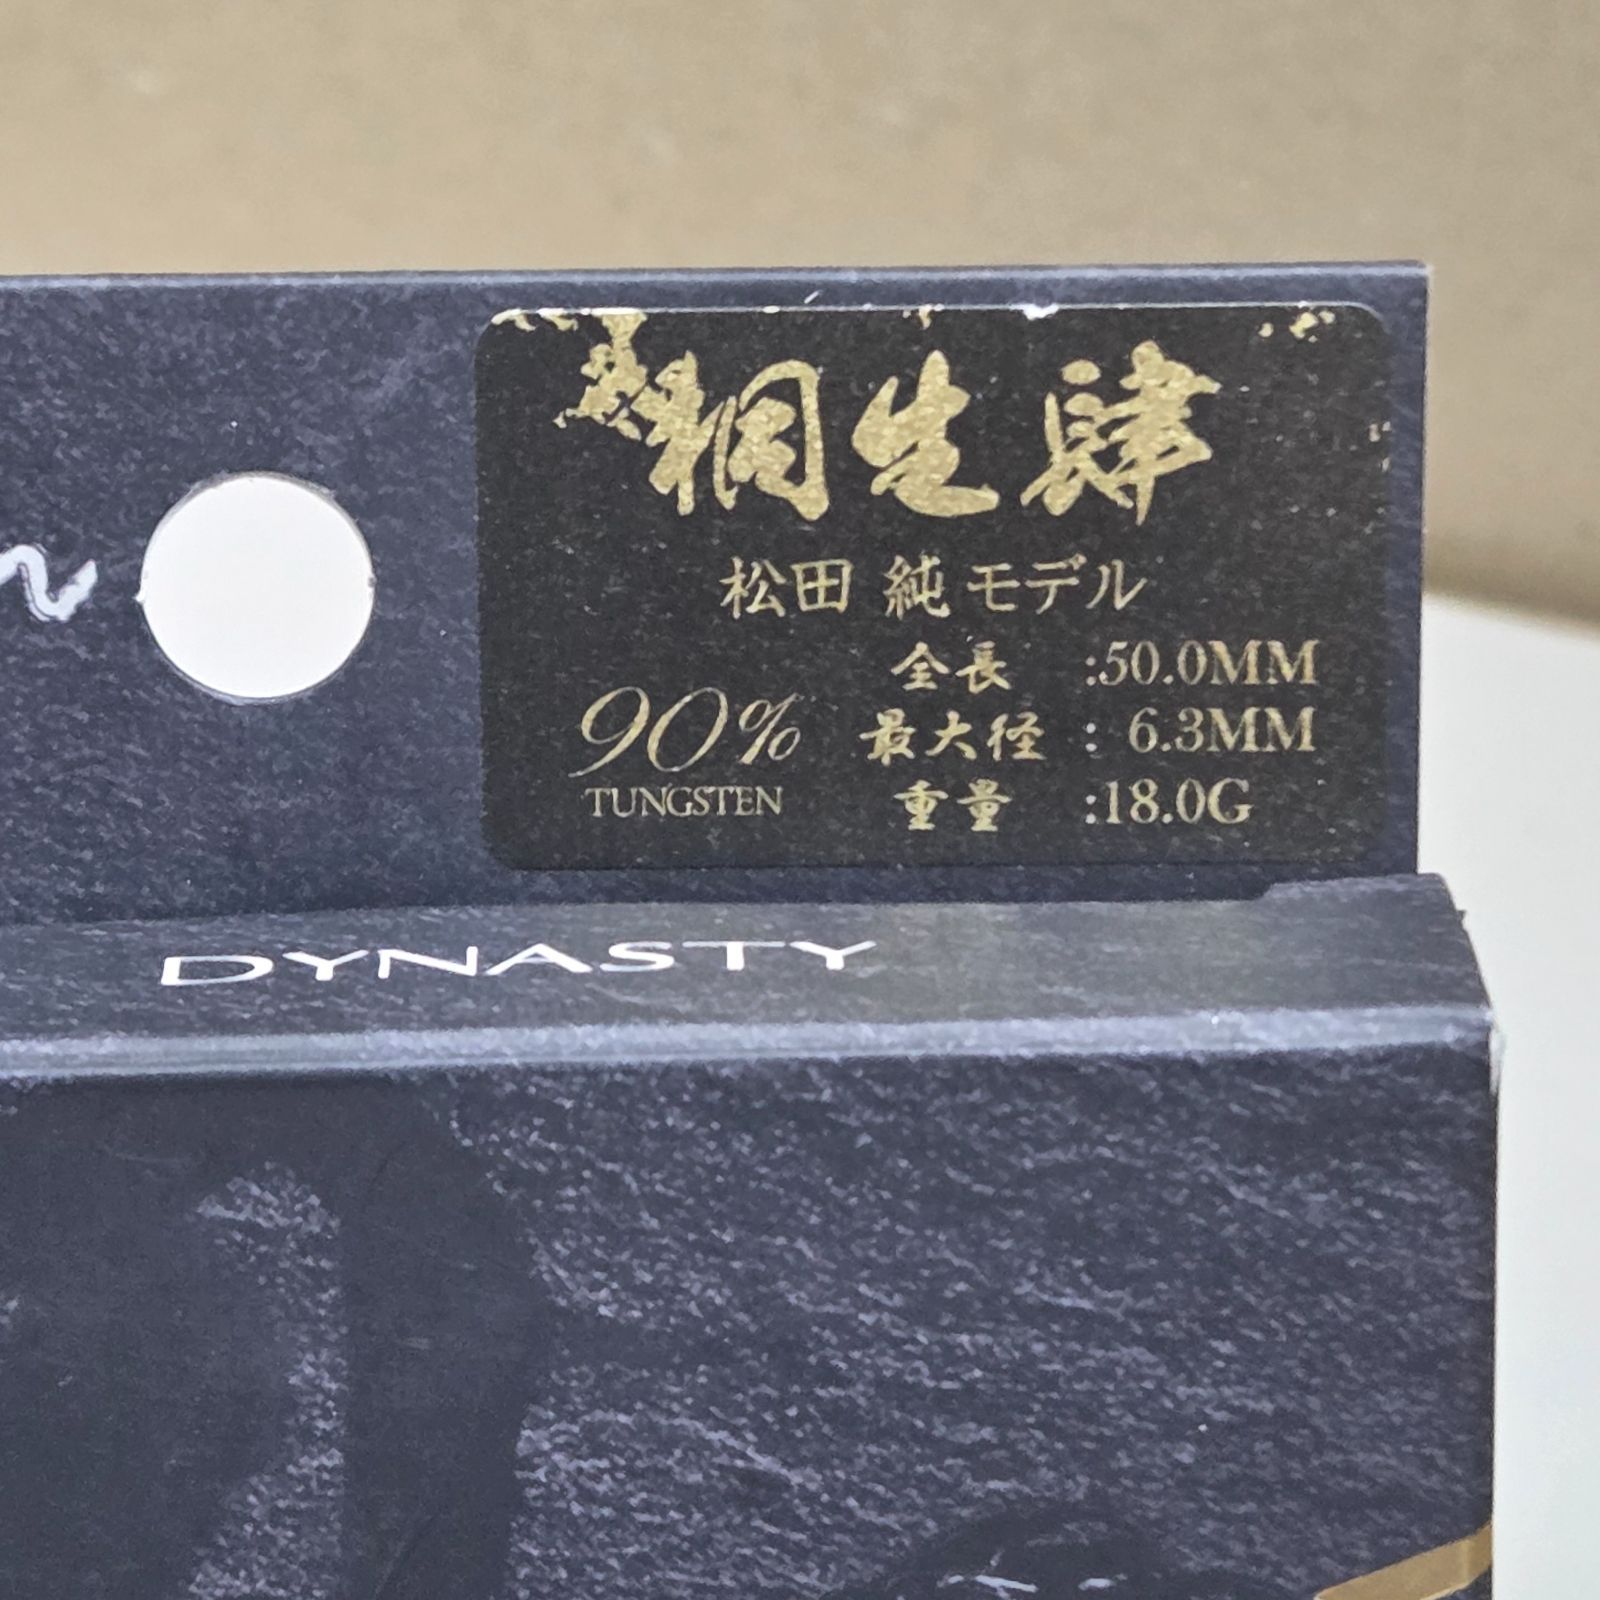 桐生 肆
松田 純 モデル
全長 :50.0MM
最大径 : 6.3MM
重量 :18.0G
90%
TUNGSTEN
DYNASTY